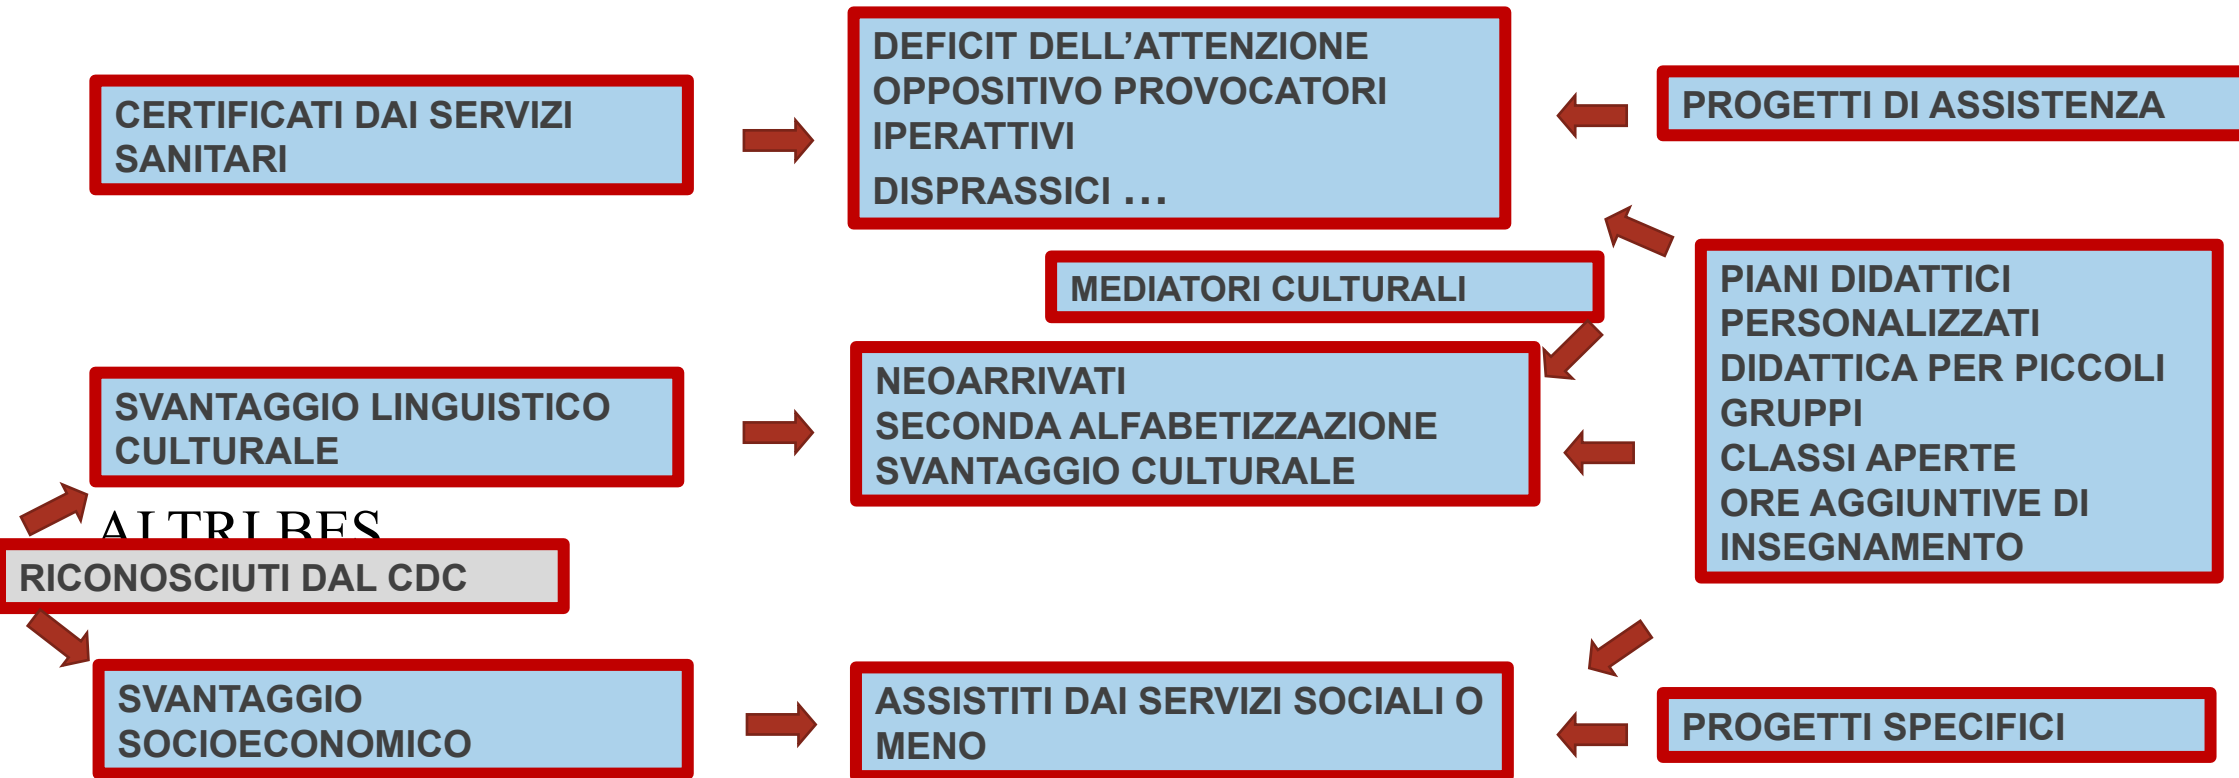 CERTIFICATI DAI SERVIZI
SANITARI
DEFICIT DELL’ATTENZIONE
OPPOSITIVO PROVOCATORI
IPERATTIVI
DISPRASSICI ...
PROGETTI DI ASSISTENZA
MEDIATORI CULTURALI
PIANI DIDATTICI
PERSONALIZZATI
DIDATTICA PER PICCOLI
GRUPPI
CLASSI APERTE
ORE AGGIUNTIVE DI
INSEGNAMENTO
SVANTAGGIO LINGUISTICO
CULTURALE
NEOARRIVATI
SECONDA ALFABETIZZAZIONE
SVANTAGGIO CULTURALE
ALTRI BES
RICONOSCIUTI DAL CDC
SVANTAGGIO
SOCIOECONOMICO
ASSISTITI DAI SERVIZI SOCIALI O
MENO
PROGETTI SPECIFICI